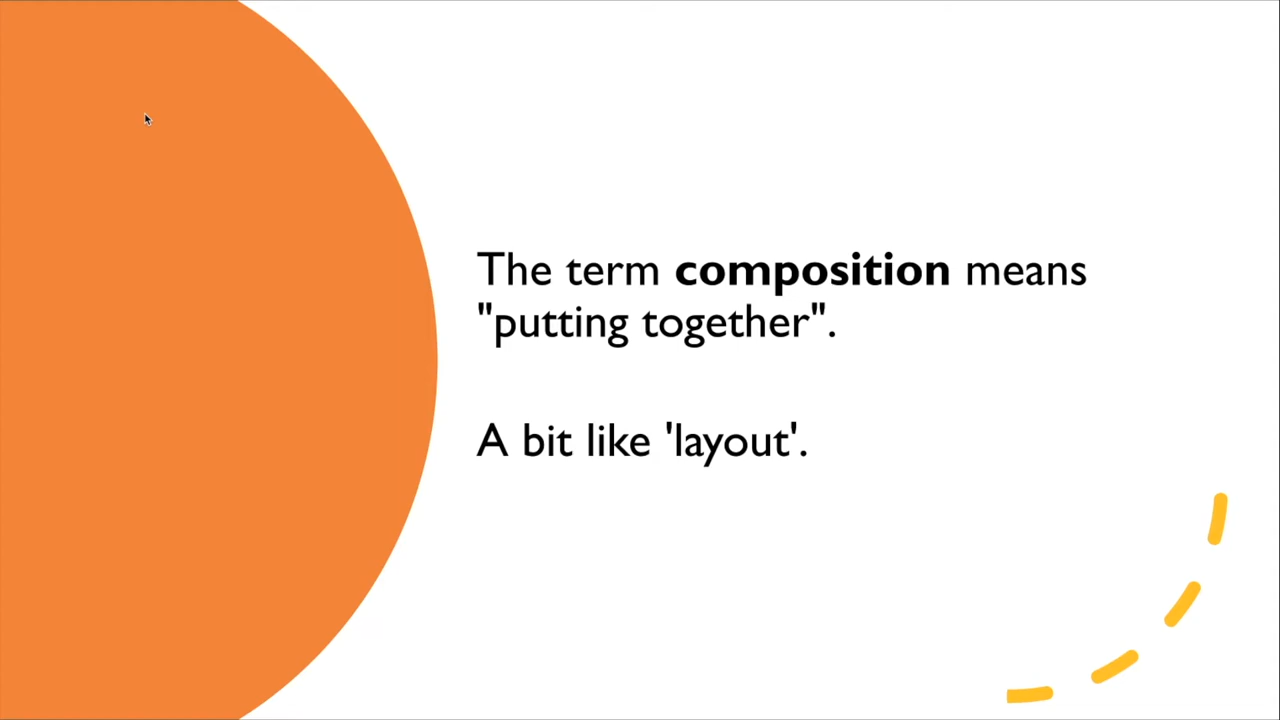 The term composition means
"putting together".
A bit like 'layout'.